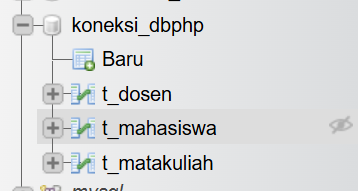 koneksi_dbphp
Baru
t_dosen
t_mahasiswa
t_matakuliah